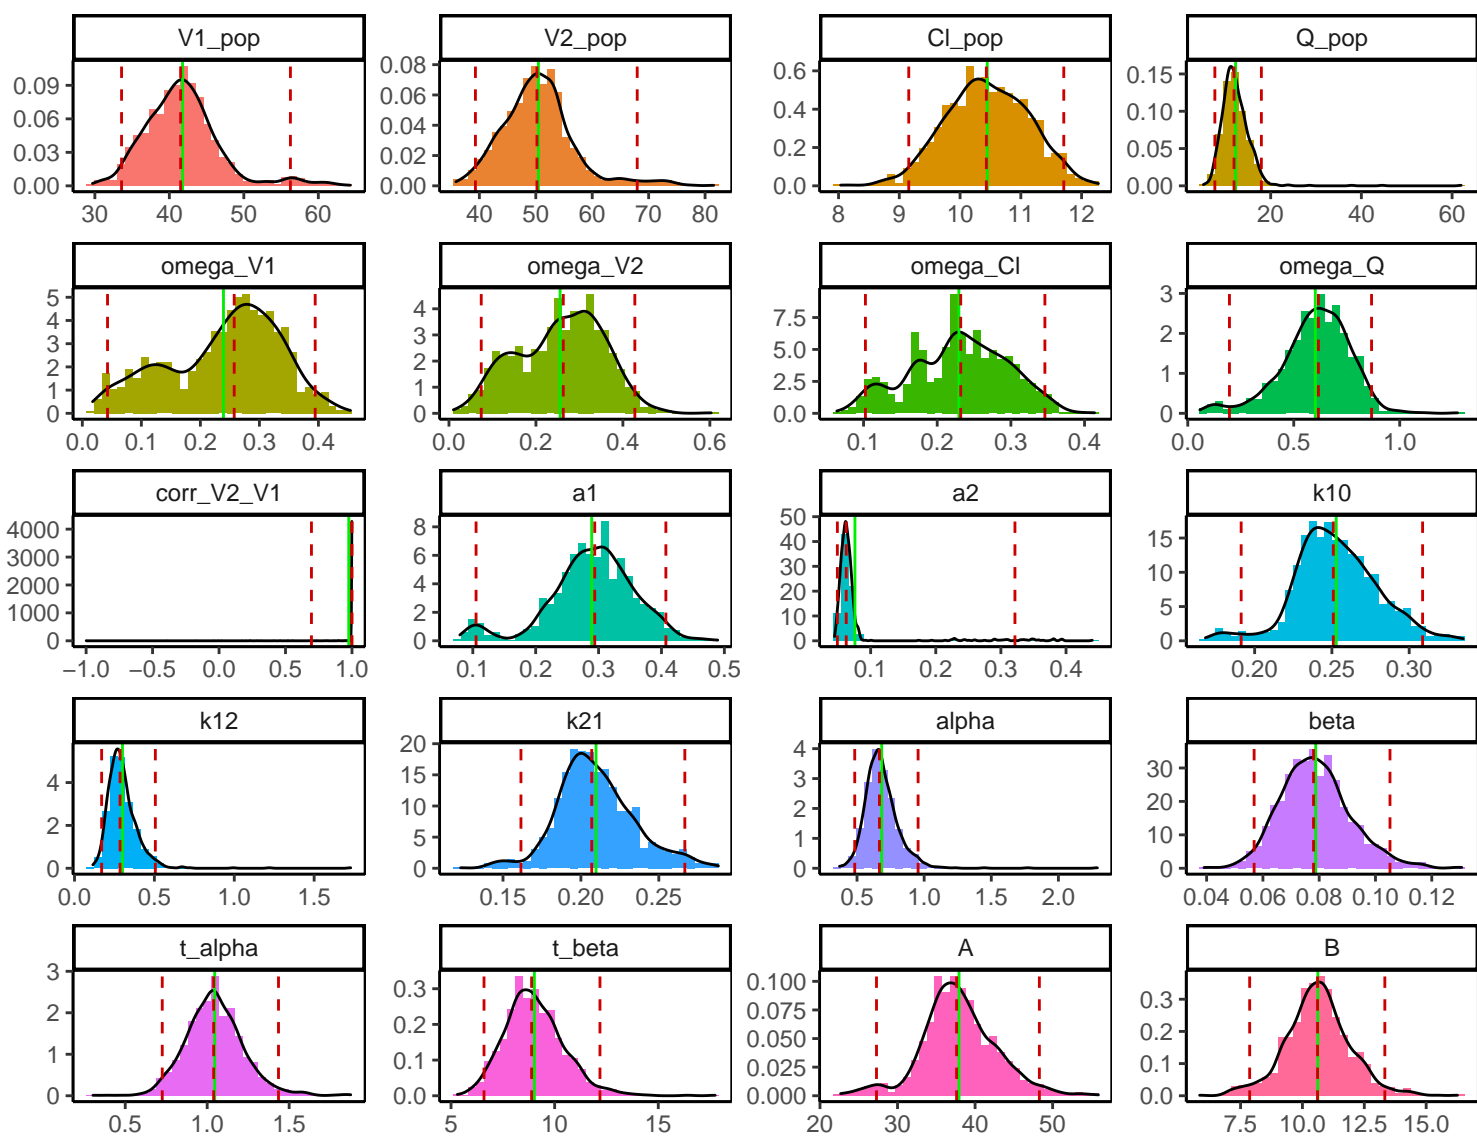 V1_pop V2_pop Cl_pop Q_pop
0.09 0.06 0.03 0.00
0.08 0.06 0.04 0.02 0.00
0.6 0.4 0.2 0.0
0.15 0.10 0.05 0.00
30 40 50 60
40 50 60 70 80
8 9 10 11 12
20 40 60
omega_V1 omega_V2 omega_Cl omega_Q
5 4 3 2 1 0
4 3 2 1 0
7.5 5.0 2.5 0.0
3 2 1 0
0.0 0.1 0.2 0.3 0.4
0.0 0.2 0.4 0.6
0.1 0.2 0.3 0.4
0.0 0.5 1.0
corr_V2_V1 a1 a2 k10
4000 3000 2000 1000 0
8 6 4 2 0
50 40 30 20 10 0
15 10 5 0
−1.0 −0.5 0.0 0.5 1.0
0.1 0.2 0.3 0.4 0.5
0.1 0.2 0.3 0.4
0.20 0.25 0.30
k12 k21 alpha beta
4 2 0
20 15 10 5 0
4 3 2 1 0
30 20 10 0
0.0 0.5 1.0 1.5
0.15 0.20 0.25
0.5 1.0 1.5 2.0
0.04 0.06 0.08 0.10 0.12
t_alpha t_beta A B
3 2 1 0
0.3 0.2 0.1 0.0
0.100 0.075 0.050 0.025 0.000
0.3 0.2 0.1 0.0
0.5 1.0 1.5
5 10 15
20 30 40 50
7.5 10.0 12.5 15.0